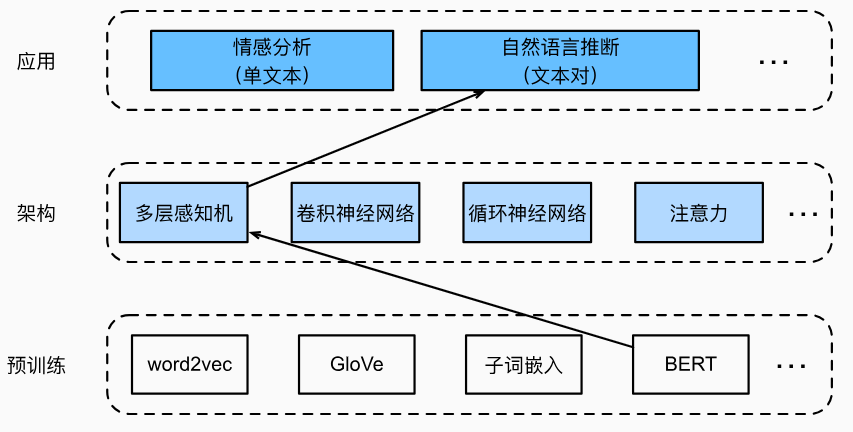 应用
情感分析
（单文本）
自然语言推断
（文本对）
...
架构
多层感知机
卷积神经网络
循环神经网络
注意力
...
预训练
word2vec
GloVe
子词嵌入
BERT
...